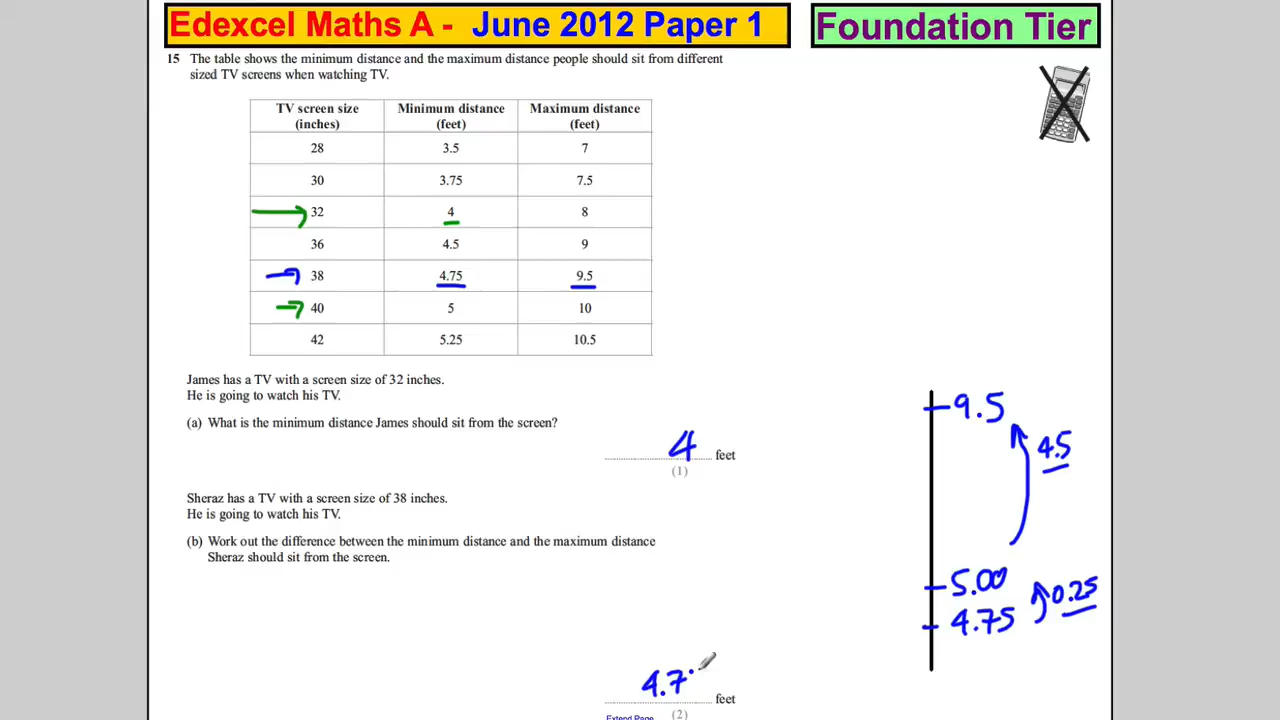 Edexcel Maths A - June 2012 Paper 1
Foundation Tier
15 The table shows the minimum distance and the maximum distance people should sit from different
sized TV screens when watching TV.
TV screen size (inches) Minimum distance (feet) Maximum distance (feet)
28 3.5 7
30 3.75 7.5
32 4 8
36 4.5 9
38 4.75 9.5
40 5 10
42 5.25 10.5
James has a TV with a screen size of 32 inches.
He is going to watch his TV.
(a) What is the minimum distance James should sit from the screen?
4 feet
(1)
Sheraz has a TV with a screen size of 38 inches.
He is going to watch his TV.
(b) Work out the difference between the minimum distance and the maximum distance
Sheraz should sit from the screen.
9.5
4.5
5.00
0.25
4.75
4.7 feet
(2)
Extend Page